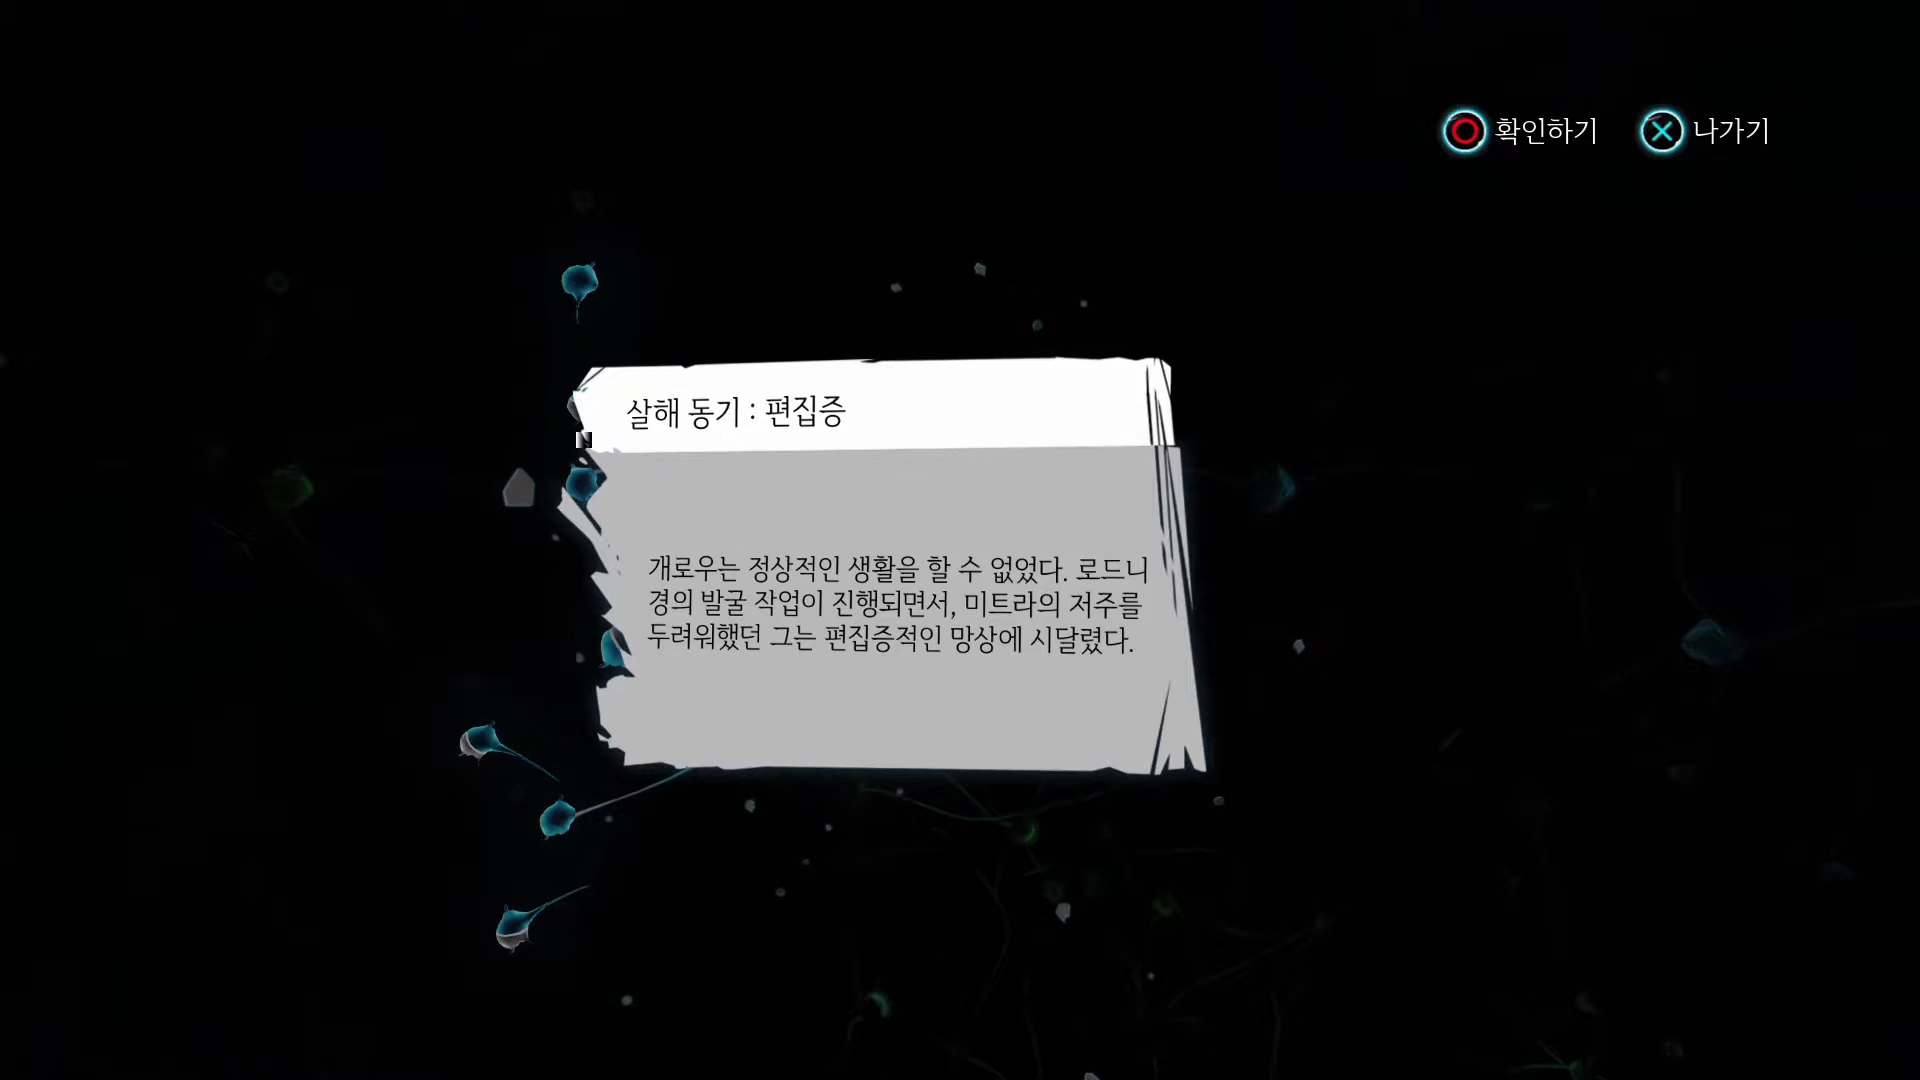 확인하기 나가기
살해 동기 : 편집증
개로우는 정상적인 생활을 할 수 없었다. 로드니
경의 발굴 작업이 진행되면서, 미트라의 저주를
두려워했던 그는 편집증적인 망상에 시달렸다.